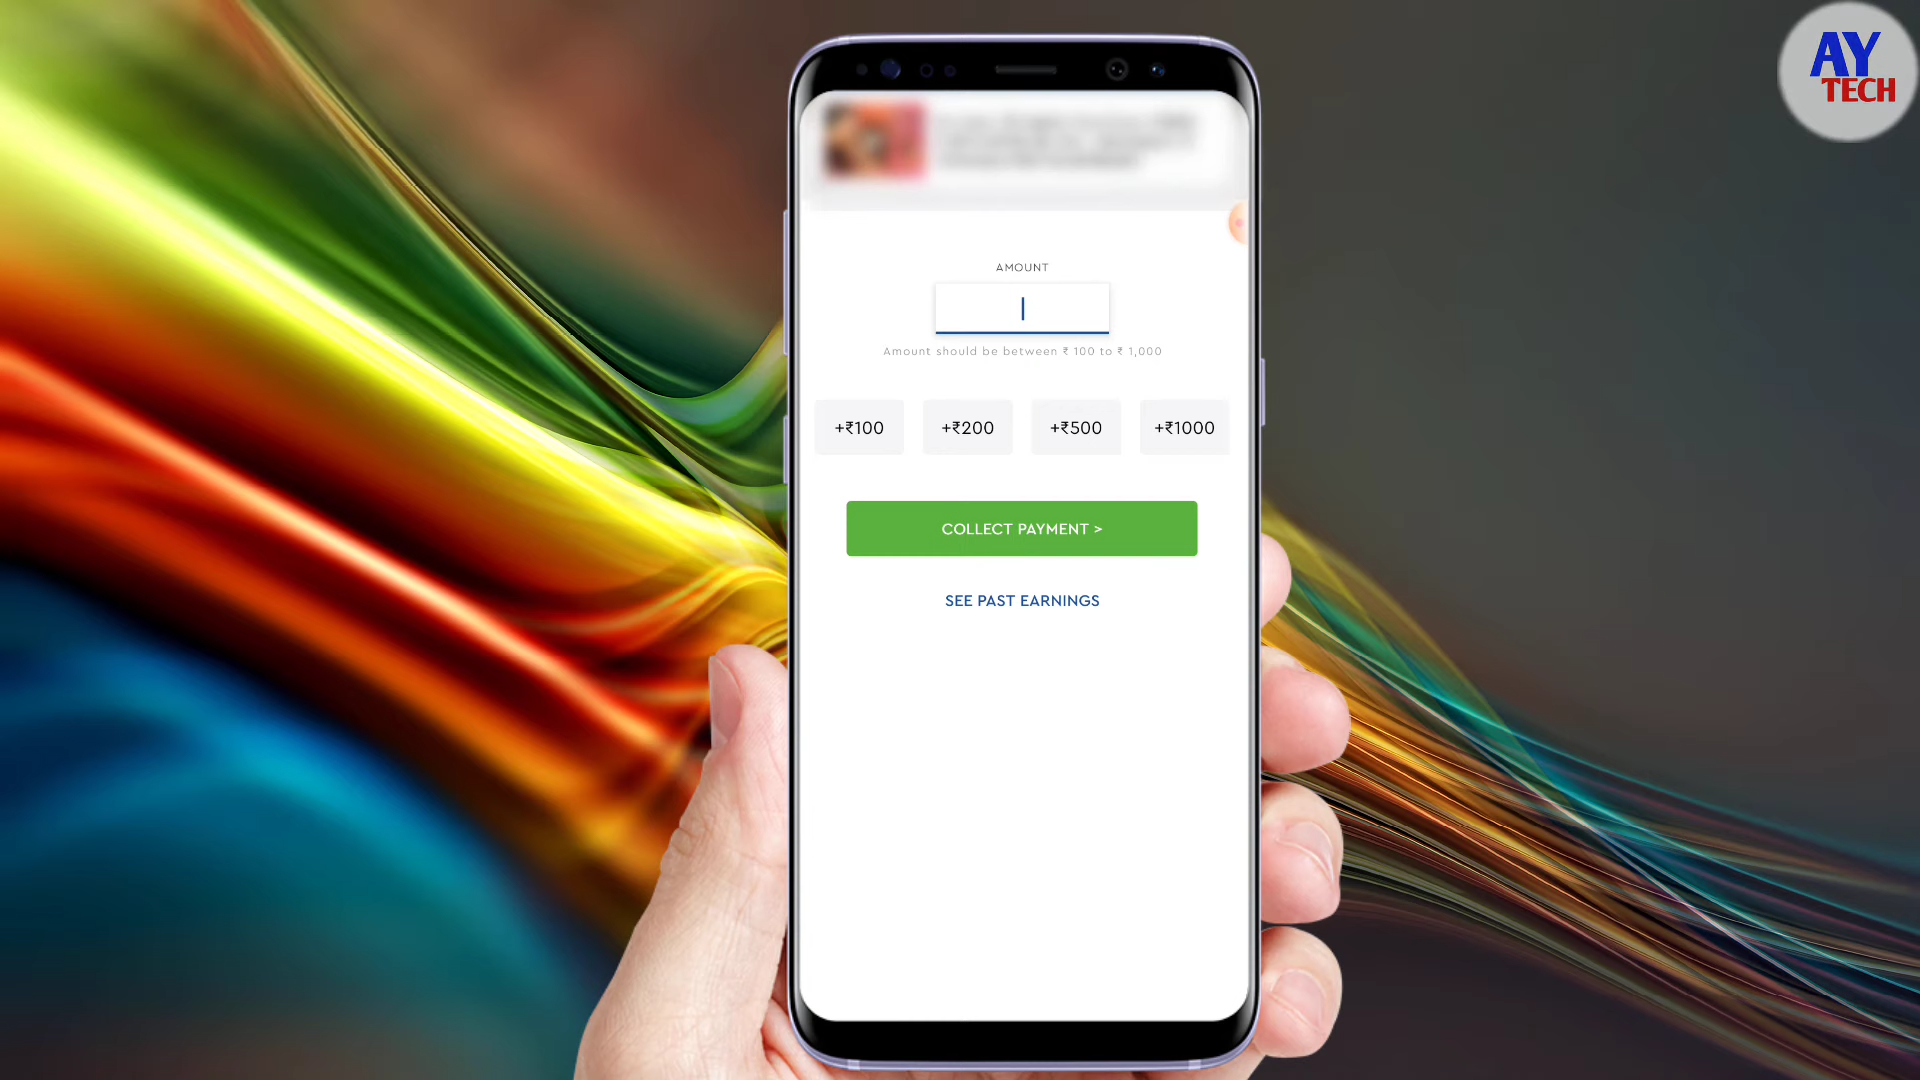 AY
TECH
AMOUNT
Amount should be between ₹ 100 to ₹ 1,000
+₹100 +₹200 +₹500 +₹1000
COLLECT PAYMENT >
SEE PAST EARNINGS